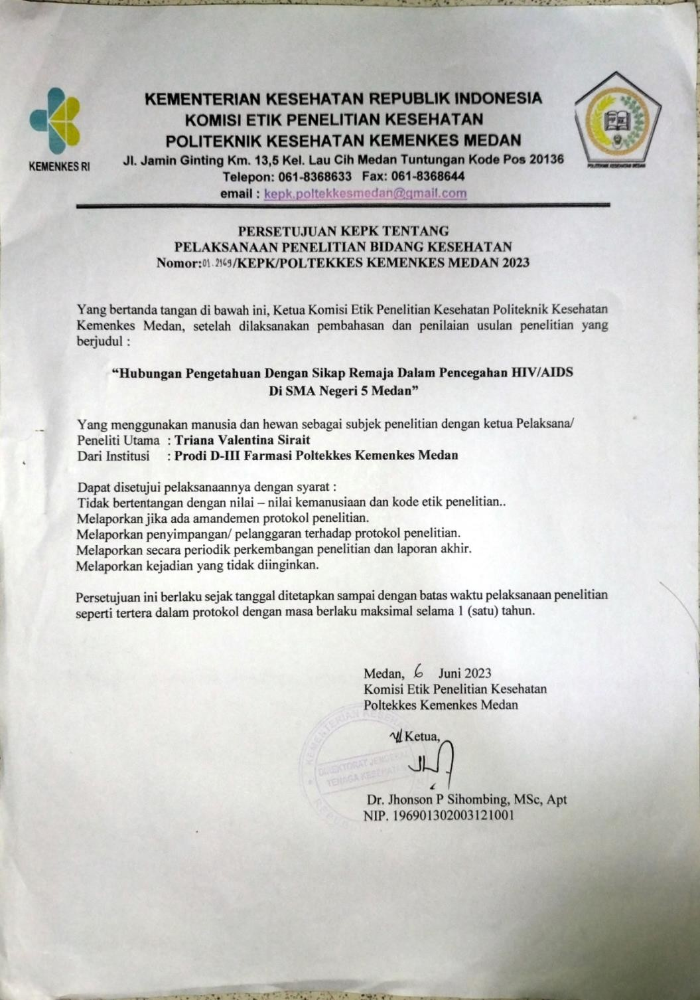 KEMENKES RI
KEMENTERIAN KESEHATAN REPUBLIK INDONESIA
KOMISI ETIK PENELITIAN KESEHATAN
POLITEKNIK KESEHATAN KEMENKES MEDAN
Jl. Jamin Ginting Km. 13,5 Kel. Lau Cih Medan Tuntungan Kode Pos 20136
Telepon: 061-8368633 Fax: 061-8368644
email : kepk.poltekkesmedan@gmail.com
POLITEKNIK KESEHATAN MEDAN
PERSETUJUAN KEPK TENTANG
PELAKSANAAN PENELITIAN BIDANG KESEHATAN
Nomor:01.2169/KEPK/POLTEKKES KEMENKES MEDAN 2023
Yang bertanda tangan di bawah ini, Ketua Komisi Etik Penelitian Kesehatan Politeknik Kesehatan
Kemenkes Medan, setelah dilaksanakan pembahasan dan penilaian usulan penelitian yang
berjudul :
“Hubungan Pengetahuan Dengan Sikap Remaja Dalam Pencegahan HIV/AIDS
Di SMA Negeri 5 Medan”
Yang menggunakan manusia dan hewan sebagai subjek penelitian dengan ketua Pelaksana/
Peneliti Utama : Triana Valentina Sirait
Dari Institusi : Prodi D-III Farmasi Poltekkes Kemenkes Medan
Dapat disetujui pelaksanaannya dengan syarat :
Tidak bertentangan dengan nilai – nilai kemanusiaan dan kode etik penelitian..
Melaporkan jika ada amandemen protokol penelitian.
Melaporkan penyimpangan/ pelanggaran terhadap protokol penelitian.
Melaporkan secara periodik perkembangan penelitian dan laporan akhir.
Melaporkan kejadian yang tidak diinginkan.
Persetujuan ini berlaku sejak tanggal ditetapkan sampai dengan batas waktu pelaksanaan penelitian
seperti tertera dalam protokol dengan masa berlaku maksimal selama 1 (satu) tahun.
Medan, 6 Juni 2023
Komisi Etik Penelitian Kesehatan
Poltekkes Kemenkes Medan
Ketua,
KEMENTERIAN
DIREKTORAT JENDERAL
TENAGA KESEHATAN
Dr. Jhonson P Sihombing, MSc, Apt
NIP. 196901302003121001